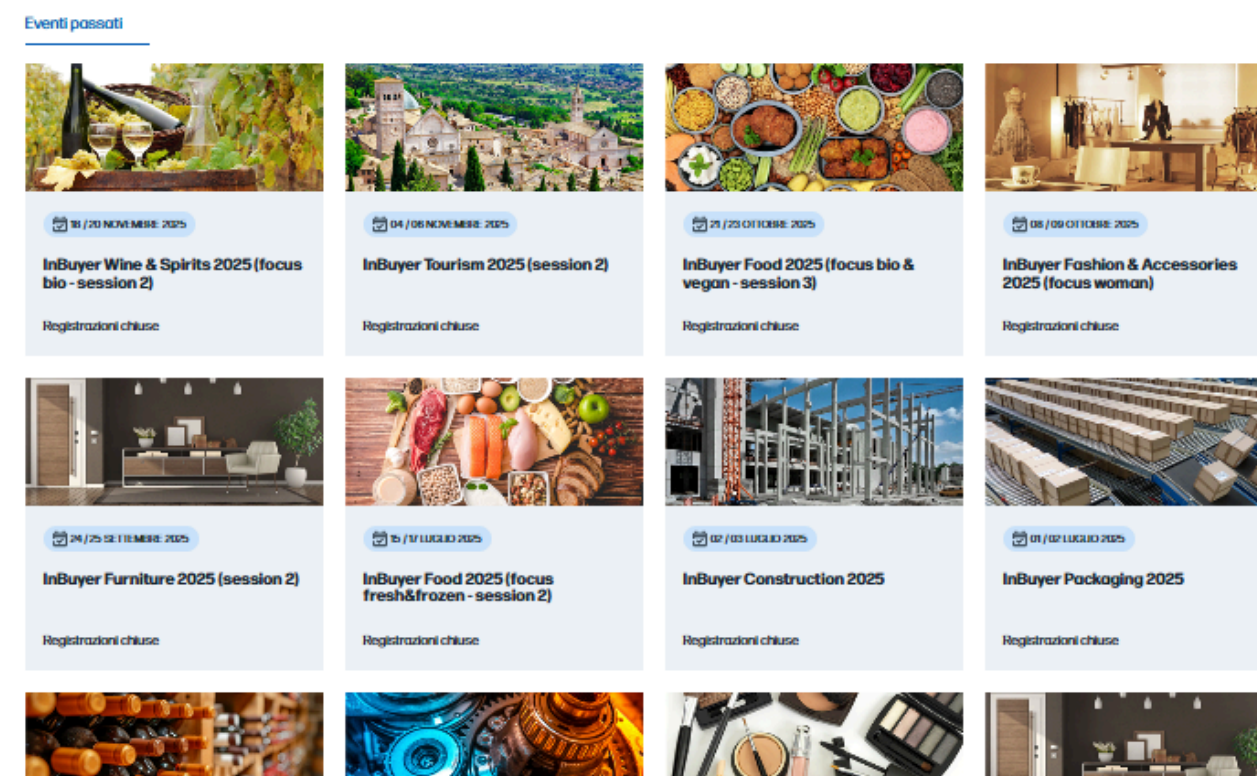 Eventi passati
18 / 20 NOVEMBRE 2025
InBuyer Wine & Spirits 2025 (focus
bio - session 2)
Registrazioni chiuse
04 / 06 NOVEMBRE 2025
InBuyer Tourism 2025 (session 2)
Registrazioni chiuse
21 / 23 OTTOBRE 2025
InBuyer Food 2025 (focus bio &
vegan - session 3)
Registrazioni chiuse
08 / 09 OTTOBRE 2025
InBuyer Fashion & Accessories
2025 (focus woman)
Registrazioni chiuse
24 / 25 SETTEMBRE 2025
InBuyer Furniture 2025 (session 2)
Registrazioni chiuse
15 / 17 LUGLIO 2025
InBuyer Food 2025 (focus
fresh&frozen - session 2)
Registrazioni chiuse
02 / 03 LUGLIO 2025
InBuyer Construction 2025
Registrazioni chiuse
01 / 02 LUGLIO 2025
InBuyer Packaging 2025
Registrazioni chiuse